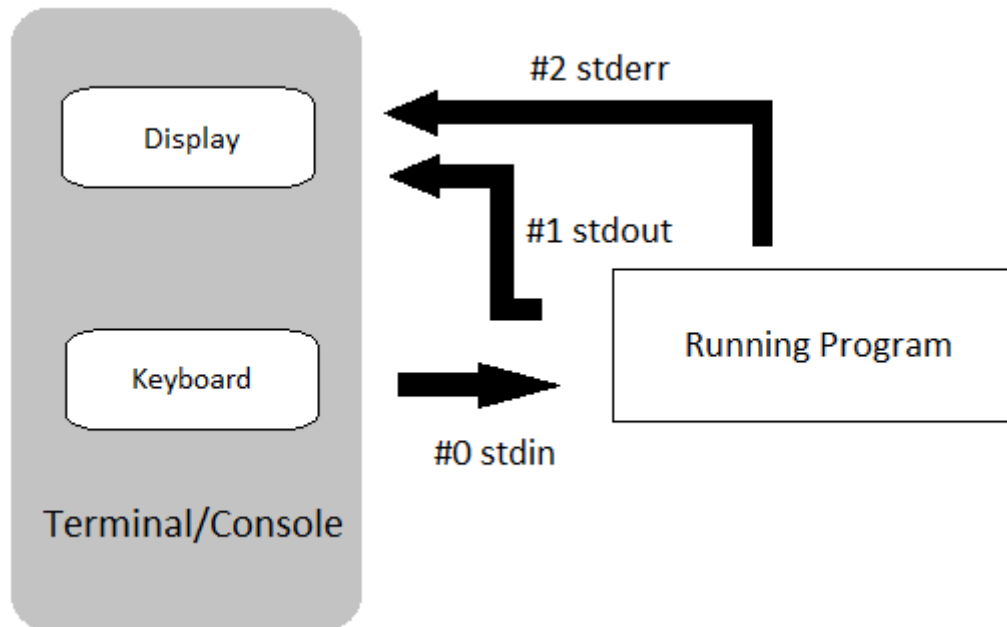 #2 stderr
Display
#1 stdout
Running Program
Keyboard
#0 stdin
Terminal/Console